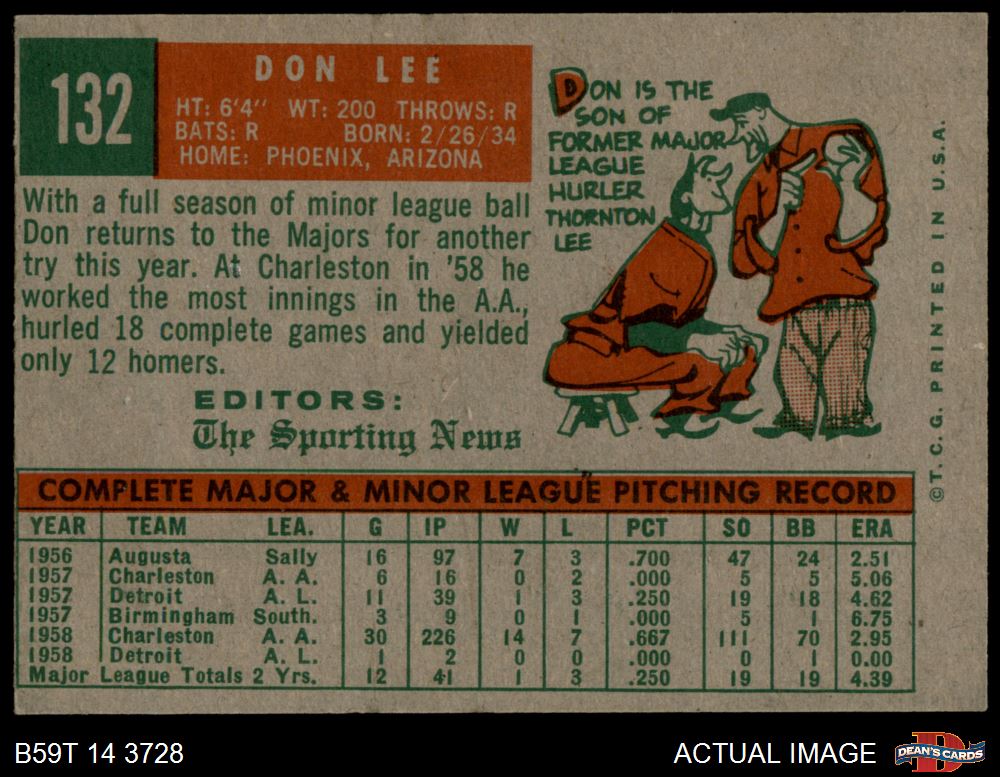 132
DON LEE
HT: 6'4" WT: 200 THROWS: R
BATS: R BORN: 2/26/34
HOME: PHOENIX, ARIZONA
With a full season of minor league ball
Don returns to the Majors for another
try this year. At Charleston in '58 he
worked the most innings in the A.A.,
hurled 18 complete games and yielded
only 12 homers.
EDITORS:
The Sporting News
DON IS THE
SON OF
FORMER MAJOR
LEAGUE
HURLER
THORNTON
LEE
©T.C.G. PRINTED IN U.S.A.
COMPLETE MAJOR & MINOR LEAGUE PITCHING RECORD
YEAR TEAM LEA. G IP W L PCT SO BB ERA
1956 Augusta Sally 16 97 7 3 .700 47 24 2.51
1957 Charleston A. A. 6 16 0 2 .000 5 5 5.06
1957 Detroit A. L. 11 39 1 3 .250 19 18 4.62
1957 Birmingham South. 3 9 0 1 .000 5 1 6.75
1958 Charleston A. A. 30 226 14 7 .667 111 70 2.95
1958 Detroit A. L. 1 2 0 0 .000 0 1 0.00
Major League Totals 2 Yrs. 12 41 1 3 .250 19 19 4.39
B59T 14 3728
ACTUAL IMAGE
D
DEAN'S CARDS